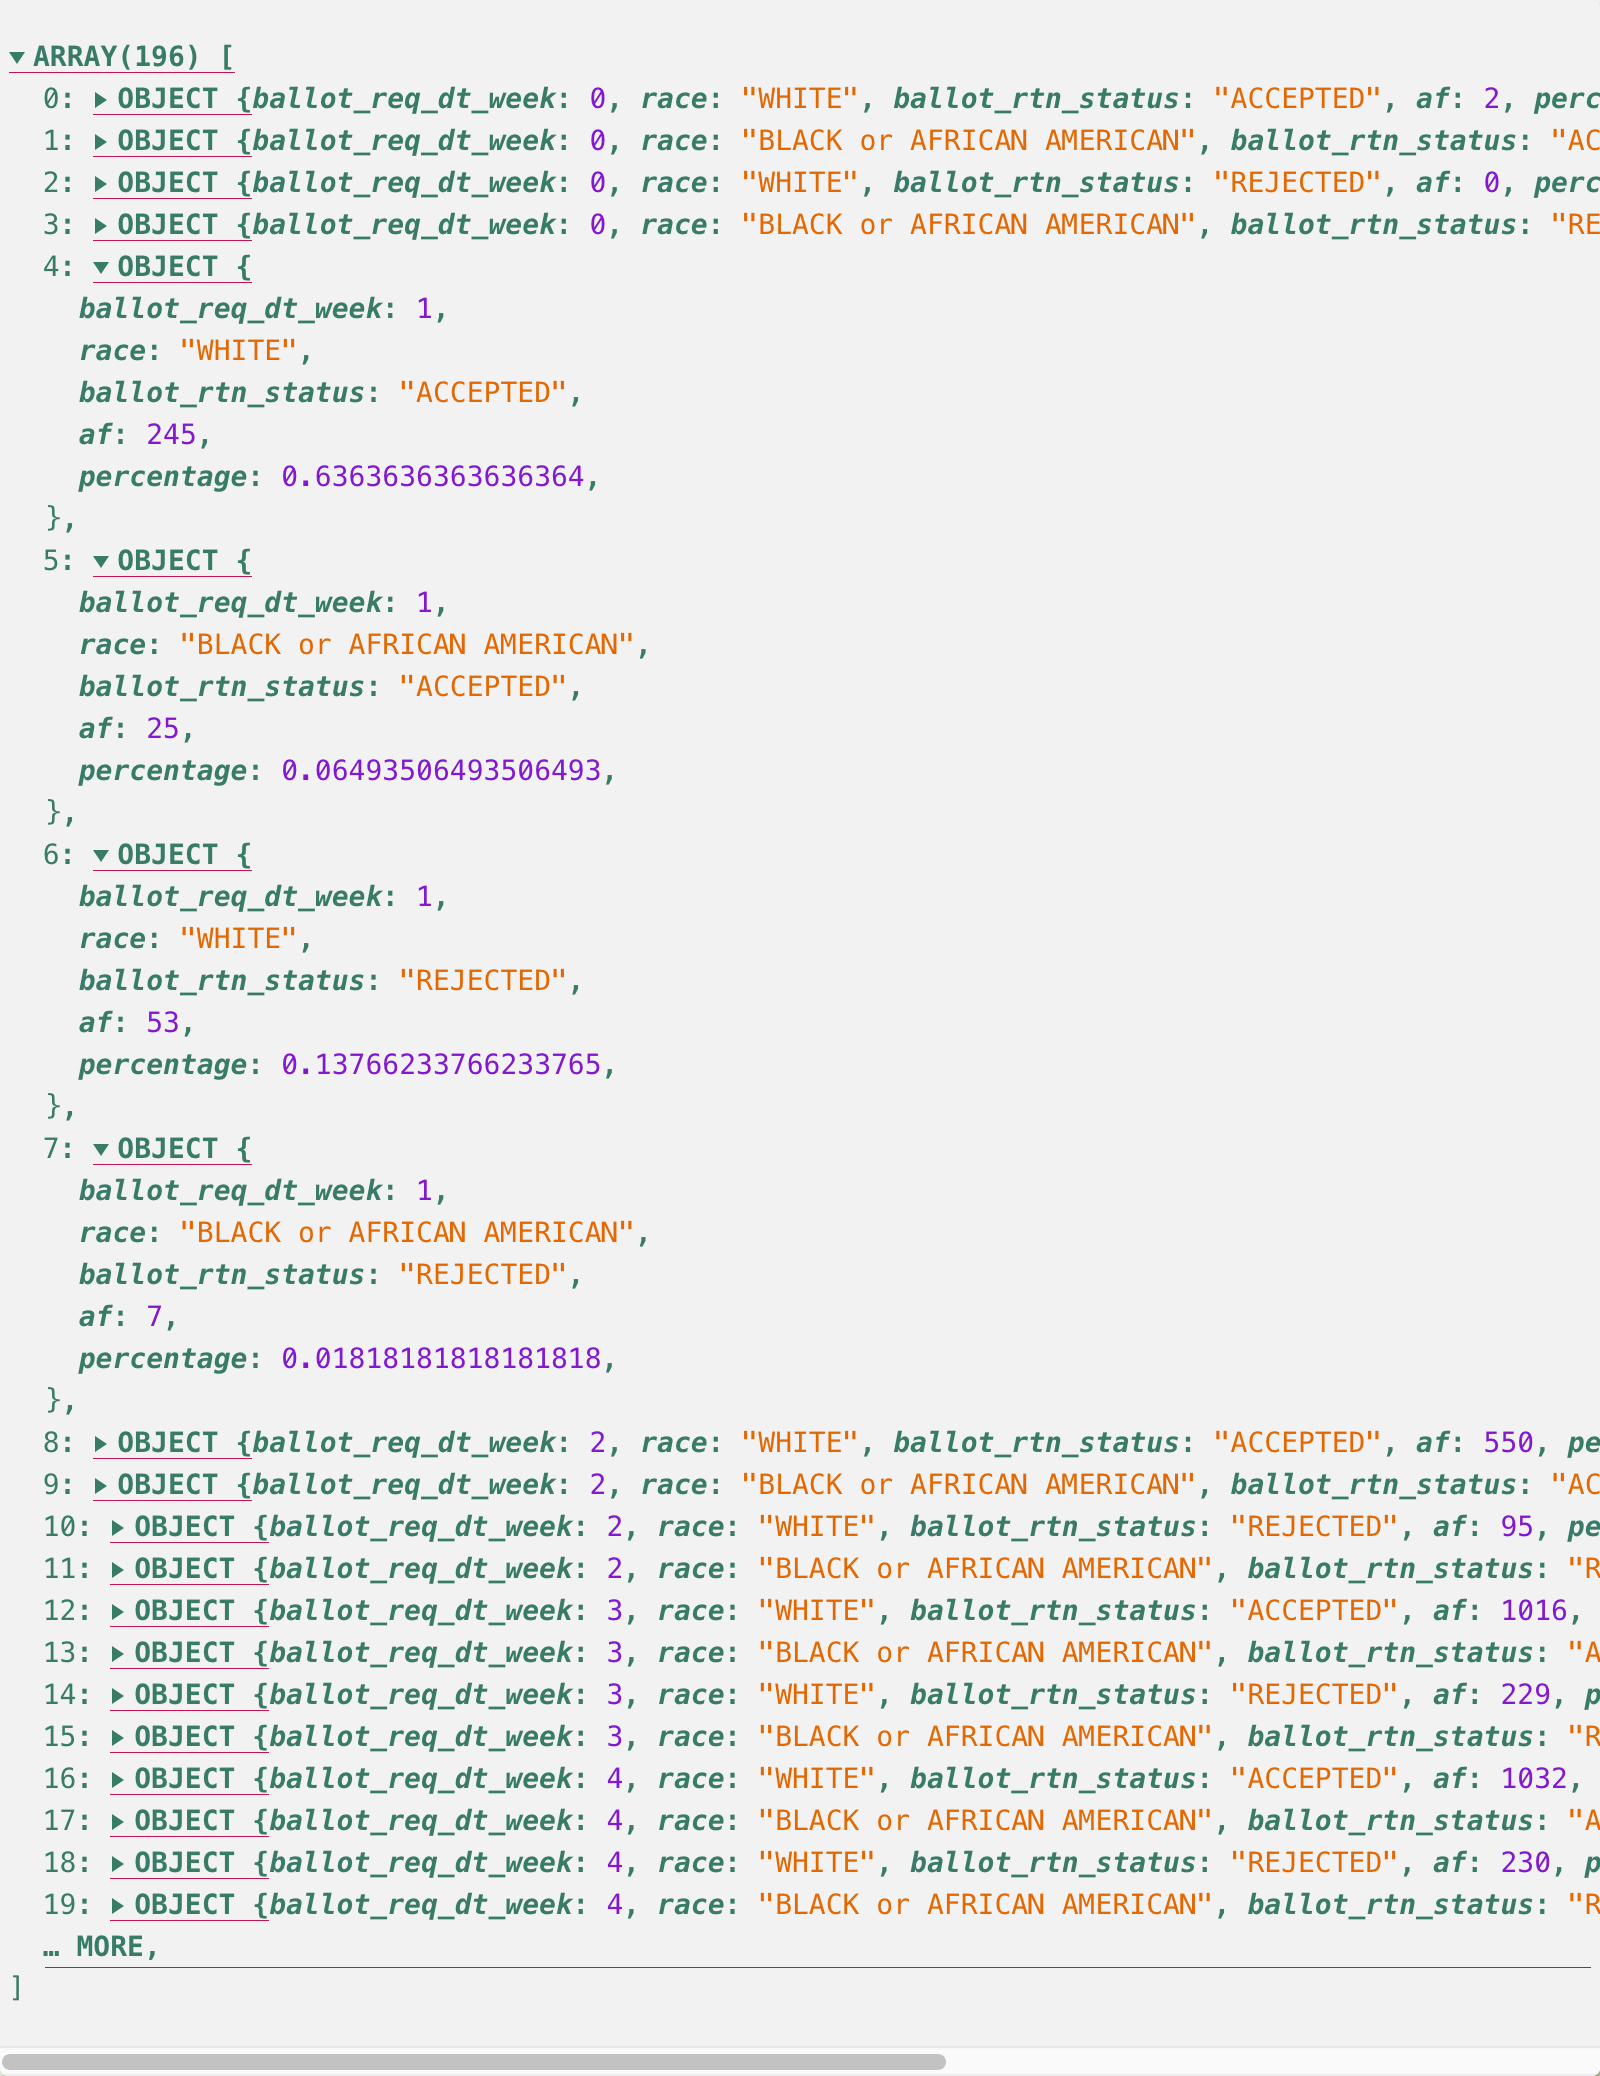 ▼ARRAY(196) [
0: ▶OBJECT {ballot_req_dt_week: 0, race: "WHITE", ballot_rtn_status: "ACCEPTED", af: 2, perc
1: ▶OBJECT {ballot_req_dt_week: 0, race: "BLACK or AFRICAN AMERICAN", ballot_rtn_status: "AC
2: ▶OBJECT {ballot_req_dt_week: 0, race: "WHITE", ballot_rtn_status: "REJECTED", af: 0, perc
3: ▶OBJECT {ballot_req_dt_week: 0, race: "BLACK or AFRICAN AMERICAN", ballot_rtn_status: "RE
4: ▼OBJECT {
ballot_req_dt_week: 1,
race: "WHITE",
ballot_rtn_status: "ACCEPTED",
af: 245,
percentage: 0.6363636363636364,
},
5: ▼OBJECT {
ballot_req_dt_week: 1,
race: "BLACK or AFRICAN AMERICAN",
ballot_rtn_status: "ACCEPTED",
af: 25,
percentage: 0.06493506493506493,
},
6: ▼OBJECT {
ballot_req_dt_week: 1,
race: "WHITE",
ballot_rtn_status: "REJECTED",
af: 53,
percentage: 0.13766233766233765,
},
7: ▼OBJECT {
ballot_req_dt_week: 1,
race: "BLACK or AFRICAN AMERICAN",
ballot_rtn_status: "REJECTED",
af: 7,
percentage: 0.01818181818181818,
},
8: ▶OBJECT {ballot_req_dt_week: 2, race: "WHITE", ballot_rtn_status: "ACCEPTED", af: 550, pe
9: ▶OBJECT {ballot_req_dt_week: 2, race: "BLACK or AFRICAN AMERICAN", ballot_rtn_status: "AC
10: ▶OBJECT {ballot_req_dt_week: 2, race: "WHITE", ballot_rtn_status: "REJECTED", af: 95, pe
11: ▶OBJECT {ballot_req_dt_week: 2, race: "BLACK or AFRICAN AMERICAN", ballot_rtn_status: "R
12: ▶OBJECT {ballot_req_dt_week: 3, race: "WHITE", ballot_rtn_status: "ACCEPTED", af: 1016,
13: ▶OBJECT {ballot_req_dt_week: 3, race: "BLACK or AFRICAN AMERICAN", ballot_rtn_status: "A
14: ▶OBJECT {ballot_req_dt_week: 3, race: "WHITE", ballot_rtn_status: "REJECTED", af: 229, p
15: ▶OBJECT {ballot_req_dt_week: 3, race: "BLACK or AFRICAN AMERICAN", ballot_rtn_status: "R
16: ▶OBJECT {ballot_req_dt_week: 4, race: "WHITE", ballot_rtn_status: "ACCEPTED", af: 1032,
17: ▶OBJECT {ballot_req_dt_week: 4, race: "BLACK or AFRICAN AMERICAN", ballot_rtn_status: "A
18: ▶OBJECT {ballot_req_dt_week: 4, race: "WHITE", ballot_rtn_status: "REJECTED", af: 230, p
19: ▶OBJECT {ballot_req_dt_week: 4, race: "BLACK or AFRICAN AMERICAN", ballot_rtn_status: "R
… MORE,
]